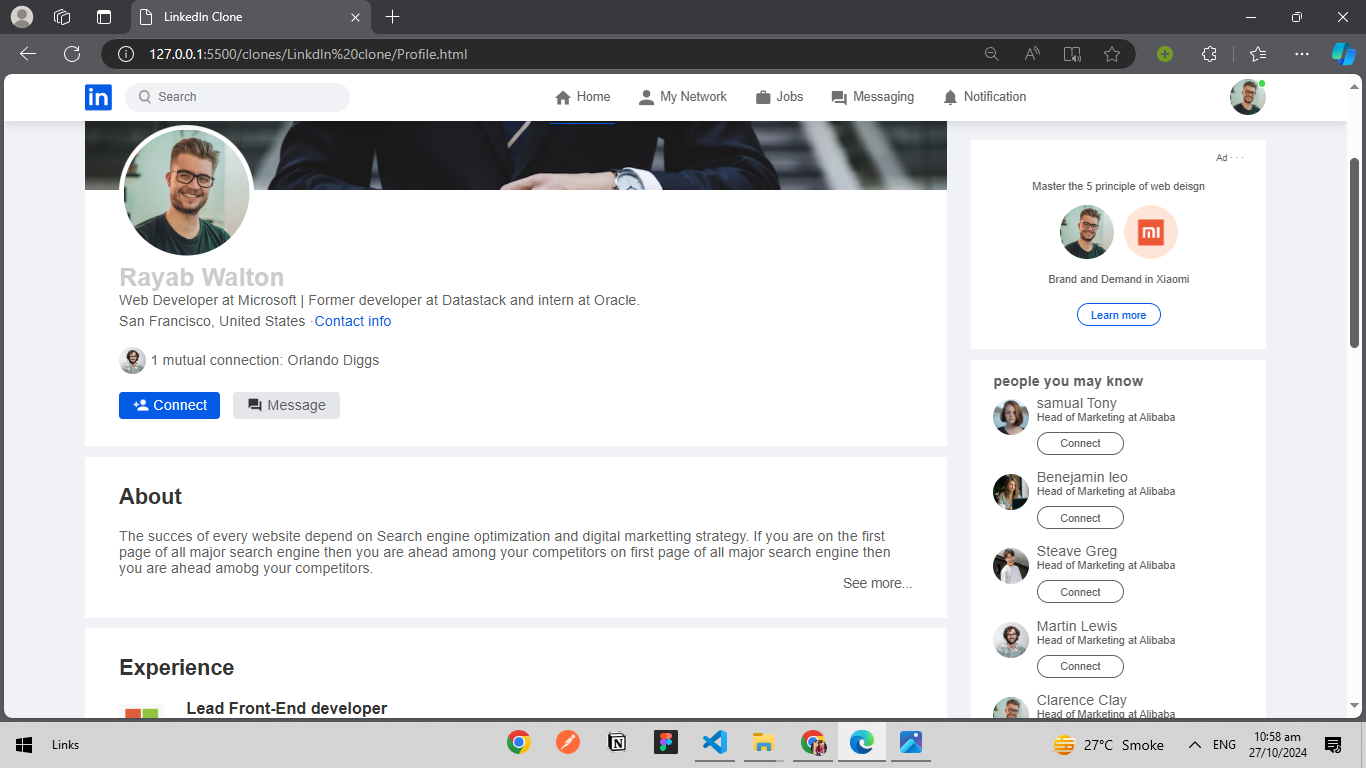 LinkedIn Clone
127.0.0.1:5500/clones/Linkdln%20clone/Profile.html
in
Search
Home
My Network
Jobs
Messaging
Notification
Rayab Walton
Web Developer at Microsoft | Former developer at Datastack and intern at Oracle.
San Francisco, United States ·Contact info
1 mutual connection: Orlando Diggs
Connect
Message
About
The succes of every website depend on Search engine optimization and digital marketting strategy. If you are on the first
page of all major search engine then you are ahead among your competitors on first page of all major search engine then
you are ahead amobg your competitors.
See more...
Experience
Lead Front-End developer
Ad · · ·
Master the 5 principle of web deisgn
mi
Brand and Demand in Xiaomi
Learn more
people you may know
samual Tony
Head of Marketing at Alibaba
Connect
Benejamin leo
Head of Marketing at Alibaba
Connect
Steave Greg
Head of Marketing at Alibaba
Connect
Martin Lewis
Head of Marketing at Alibaba
Connect
Clarence Clay
Head of Marketing at Alibaba
Links
27°C Smoke
ENG
10:58 am
27/10/2024